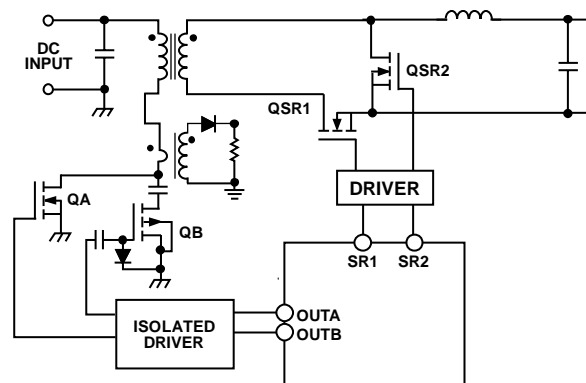 DC
INPUT
QSR2
QSR1
QA
QB
DRIVER
SR1 SR2
ISOLATED
DRIVER
OUTA
OUTB